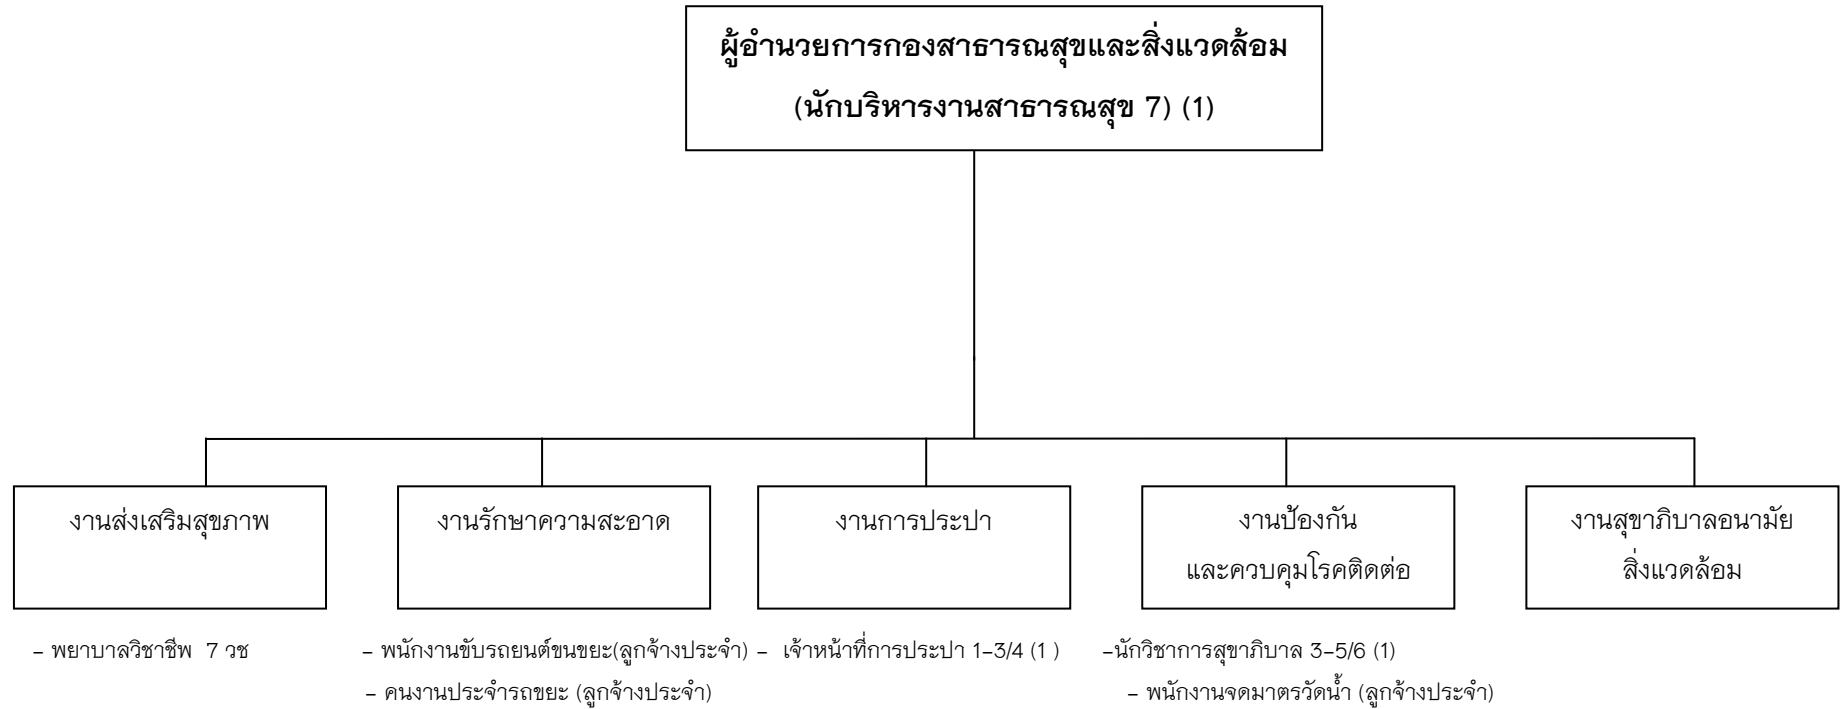 ผู้อำนวยการกองสาธารณสุขและสิ่งแวดล้อม
(นักบริหารงานสาธารณสุข 7) (1)
งานส่งเสริมสุขภาพ
งานรักษาความสะอาด
งานการประปา
งานป้องกัน
และควบคุมโรคติดต่อ
งานสุขาภิบาลอนามัย
สิ่งแวดล้อม
- พยาบาลวิชาชีพ 7 วช
- พนักงานขับรถยนต์ขนขยะ(ลูกจ้างประจำ)
- คนงานประจำรถขยะ (ลูกจ้างประจำ)
- เจ้าหน้าที่การประปา 1-3/4 (1 )
-นักวิชาการสุขาภิบาล 3-5/6 (1)
- พนักงานจดมาตรวัดน้ำ (ลูกจ้างประจำ)